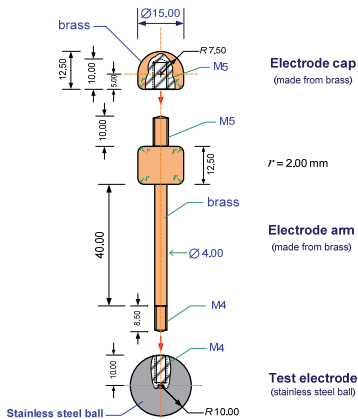 Ø15.00
brass
R7.50
12.50
10.00
5.00
M5
Electrode cap
(made from brass)
10.00
M5
r
r
r
r
12.50
r = 2.00 mm
brass
40.00
Electrode arm
(made from brass)
Ø4.00
8.50
M4
M4
10.00
Test electrode
(stainless steel ball)
Stainless steel ball
R10.00